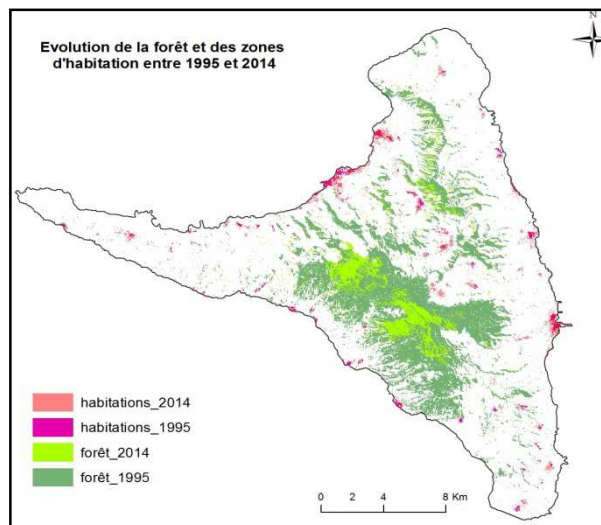 Evolution de la forêt et des zones
d'habitation entre 1995 et 2014
N
habitations_2014
habitations_1995
forêt_2014
forêt_1995
0 2 4 8 Km